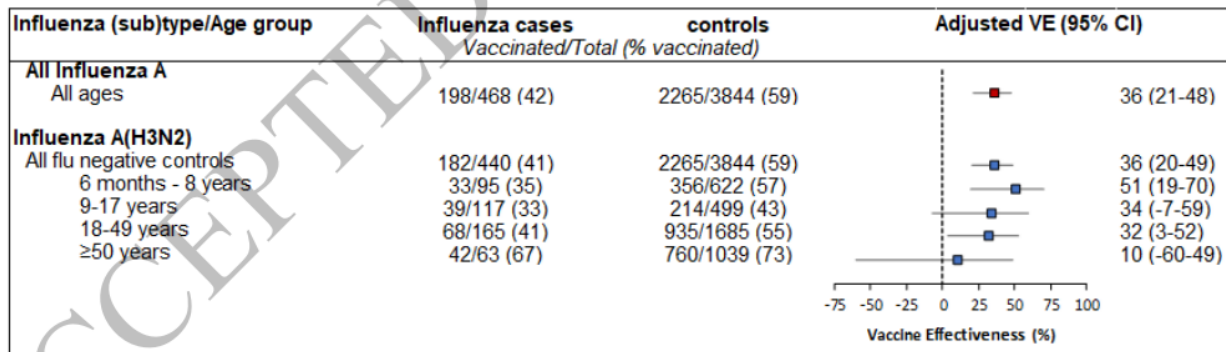 Influenza (sub)type/Age group Influenza cases controls Adjusted VE (95% CI)
Vaccinated/Total (% vaccinated)
All Influenza A
All ages 198/468 (42) 2265/3844 (59) 36 (21-48)
Influenza A(H3N2)
All flu negative controls 182/440 (41) 2265/3844 (59) 36 (20-49)
6 months - 8 years 33/95 (35) 356/622 (57) 51 (19-70)
9-17 years 39/117 (33) 214/499 (43) 34 (-7-59)
18-49 years 68/165 (41) 935/1685 (55) 32 (3-52)
≥50 years 42/63 (67) 760/1039 (73) 10 (-60-49)
-75 -50 -25 0 25 50 75 100
Vaccine Effectiveness (%)
CCEPTED